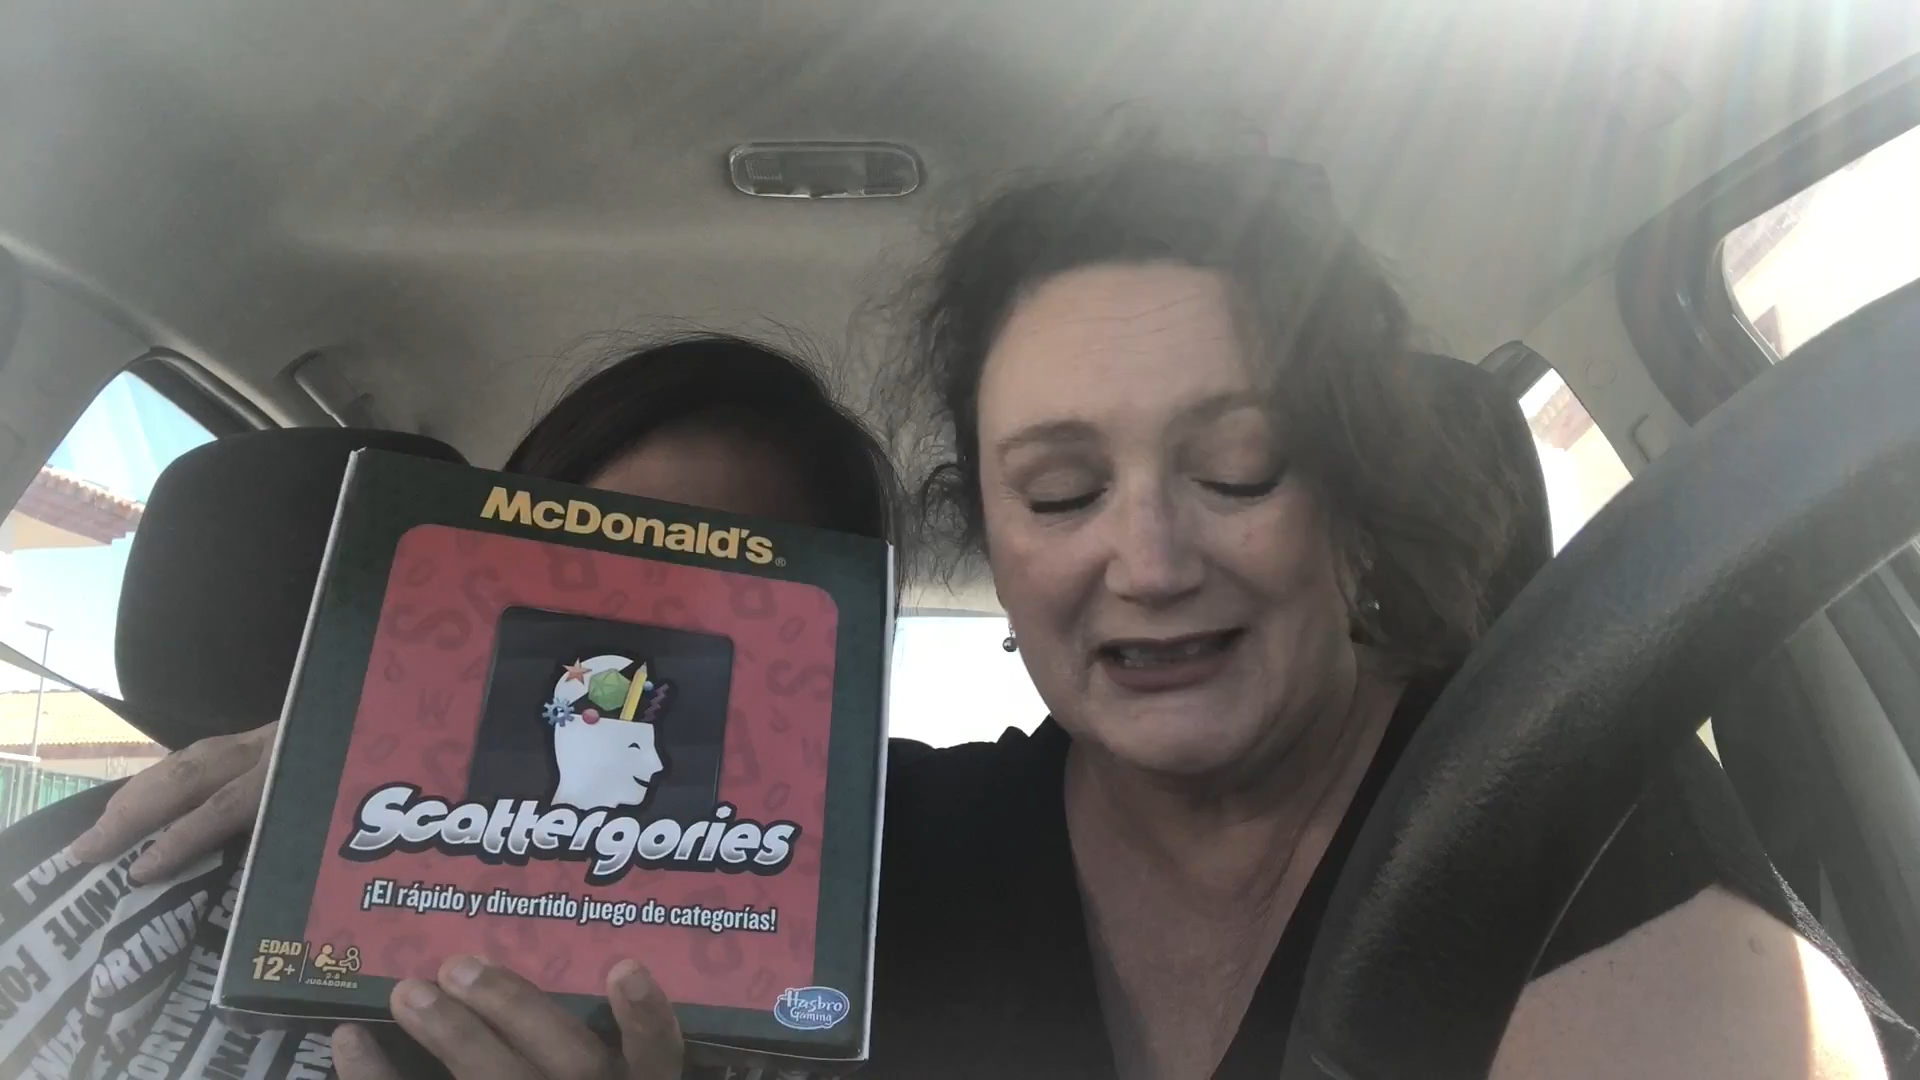 McDonald's®
Scattergories
¡El rápido y divertido juego de categorías!
EDAD
12+
JUGADORES
Hasbro
Gaming
FORTNITE
FORTNITE